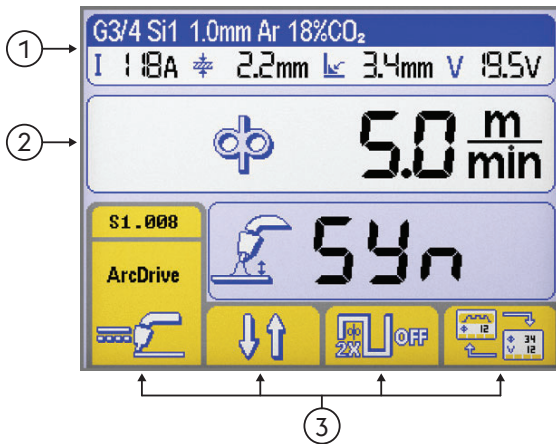 G3/4 Si1 1.0mm Ar 18%CO₂
I 118A 2.2mm 3.4mm V 19.5V
1
2
5.0 m/min
S1.008
ArcDrive
Syn
2X OFF
12
34
V 12
3